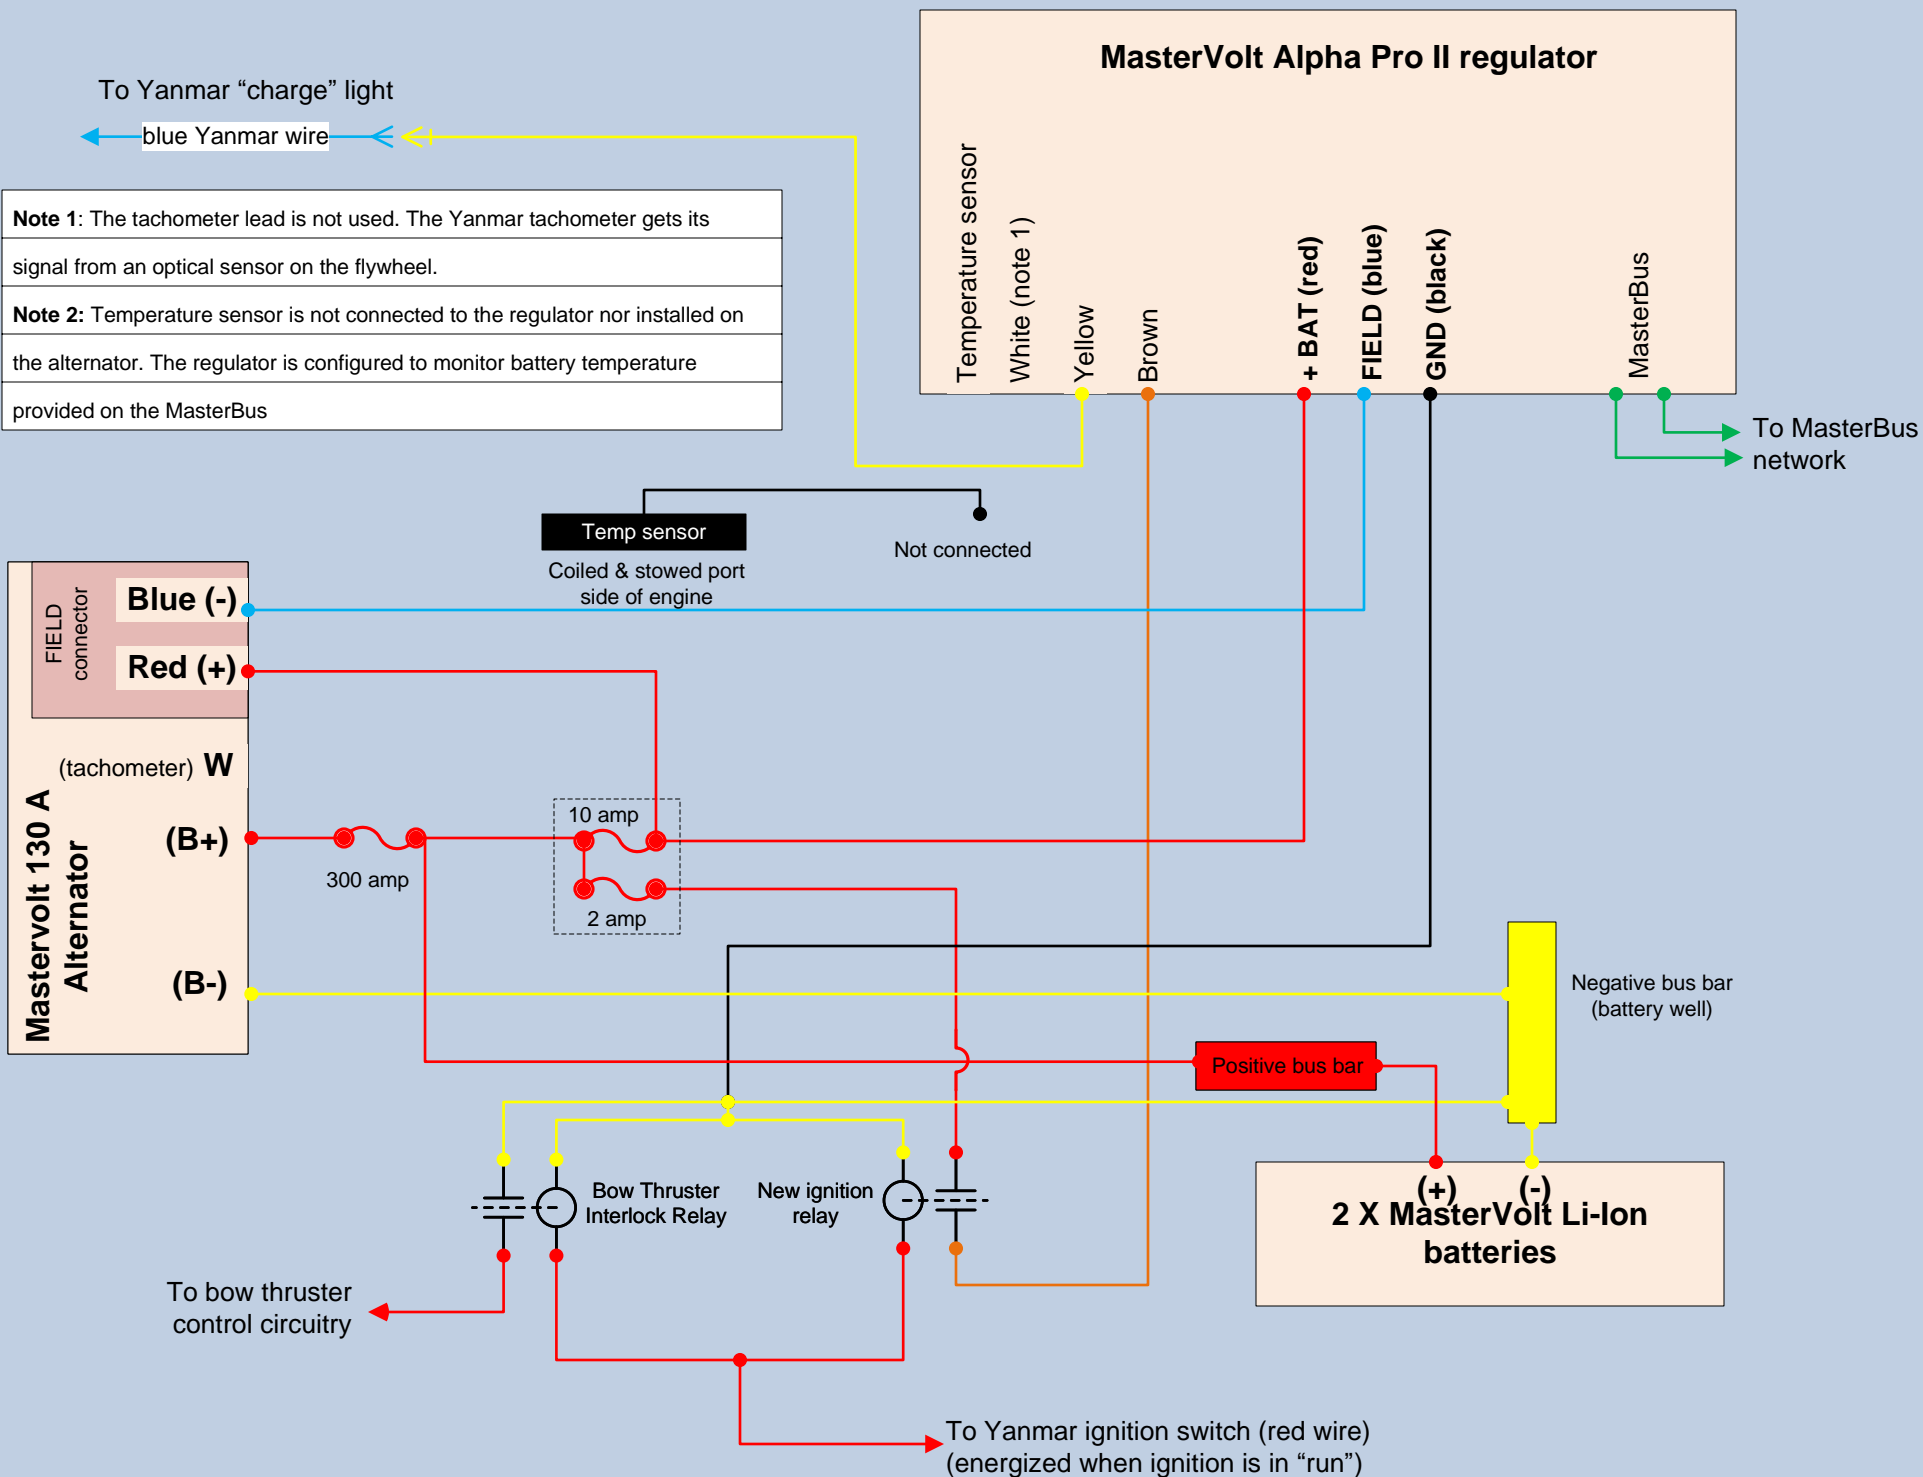 MasterVolt Alpha Pro II regulator
To Yanmar “charge” light
blue Yanmar wire
Note 1: The tachometer lead is not used. The Yanmar tachometer gets its
signal from an optical sensor on the flywheel.
Note 2: Temperature sensor is not connected to the regulator nor installed on
the alternator. The regulator is configured to monitor battery temperature
provided on the MasterBus
Temperature sensor
White (note 1)
Yellow
Brown
+ BAT (red)
FIELD (blue)
GND (black)
MasterBus
To MasterBus
network
Temp sensor
Coiled & stowed port
side of engine
Not connected
FIELD
connector
Blue (-)
Red (+)
(tachometer) W
(B+)
(B-)
Mastervolt 130 A
Alternator
300 amp
10 amp
2 amp
Negative bus bar
(battery well)
Positive bus bar
(+)
(-)
2 X MasterVolt Li-Ion
batteries
Bow Thruster
Interlock Relay
New ignition
relay
To bow thruster
control circuitry
To Yanmar ignition switch (red wire)
(energized when ignition is in “run”)